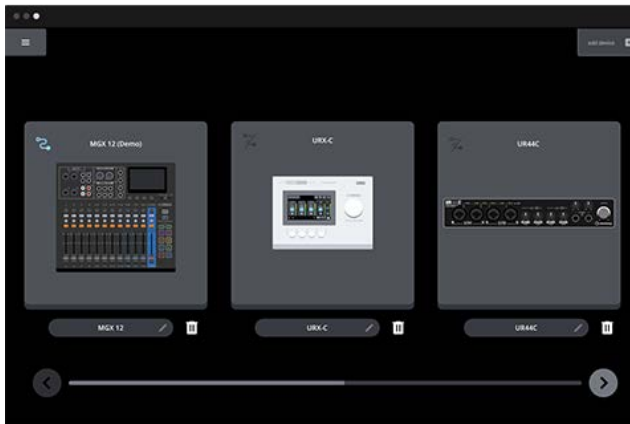 add device
MGX 12 (Demo)
URX-C
UR44C
MGX 12
URX-C
UR44C